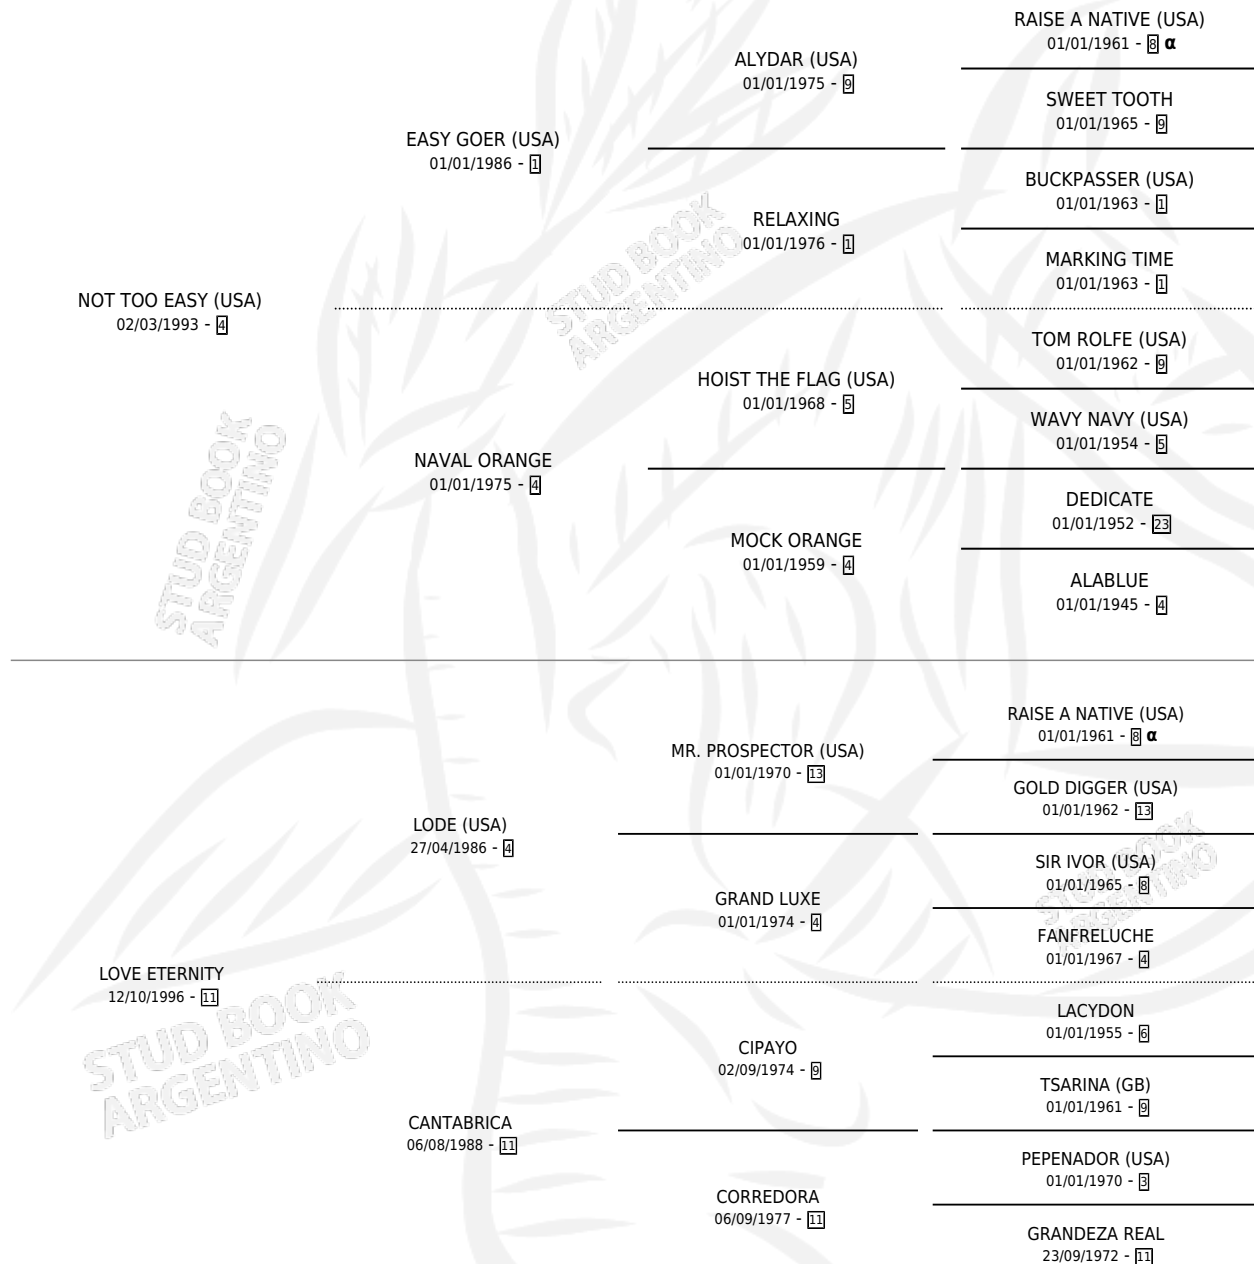 RAISE A NATIVE (USA)
01/01/1961 - 8 α
ALYDAR (USA)
01/01/1975 - 9
SWEET TOOTH
01/01/1965 - 9
EASY GOER (USA)
01/01/1986 - 1
BUCKPASSER (USA)
01/01/1963 - 1
RELAXING
01/01/1976 - 1
MARKING TIME
01/01/1963 - 1
NOT TOO EASY (USA)
02/03/1993 - 4
TOM ROLFE (USA)
01/01/1962 - 9
HOIST THE FLAG (USA)
01/01/1968 - 5
WAVY NAVY (USA)
01/01/1954 - 5
NAVAL ORANGE
01/01/1975 - 4
DEDICATE
01/01/1952 - 23
MOCK ORANGE
01/01/1959 - 4
ALABLUE
01/01/1945 - 4
STUD BOOK
ARGENTINO
STUD BOOK
ARGENTINO
RAISE A NATIVE (USA)
01/01/1961 - 8 α
MR. PROSPECTOR (USA)
01/01/1970 - 13
GOLD DIGGER (USA)
01/01/1962 - 13
LODE (USA)
27/04/1986 - 4
SIR IVOR (USA)
01/01/1965 - 8
GRAND LUXE
01/01/1974 - 4
FANFRELUCHE
01/01/1967 - 4
LOVE ETERNITY
12/10/1996 - 11
LACYDON
01/01/1955 - 6
CIPAYO
02/09/1974 - 9
TSARINA (GB)
01/01/1961 - 9
CANTABRICA
06/08/1988 - 11
PEPENADOR (USA)
01/01/1970 - 3
CORREDORA
06/09/1977 - 11
GRANDEZA REAL
23/09/1972 - 11
STUD BOOK
ARGENTINO
STUD BOOK
ARGENTINO